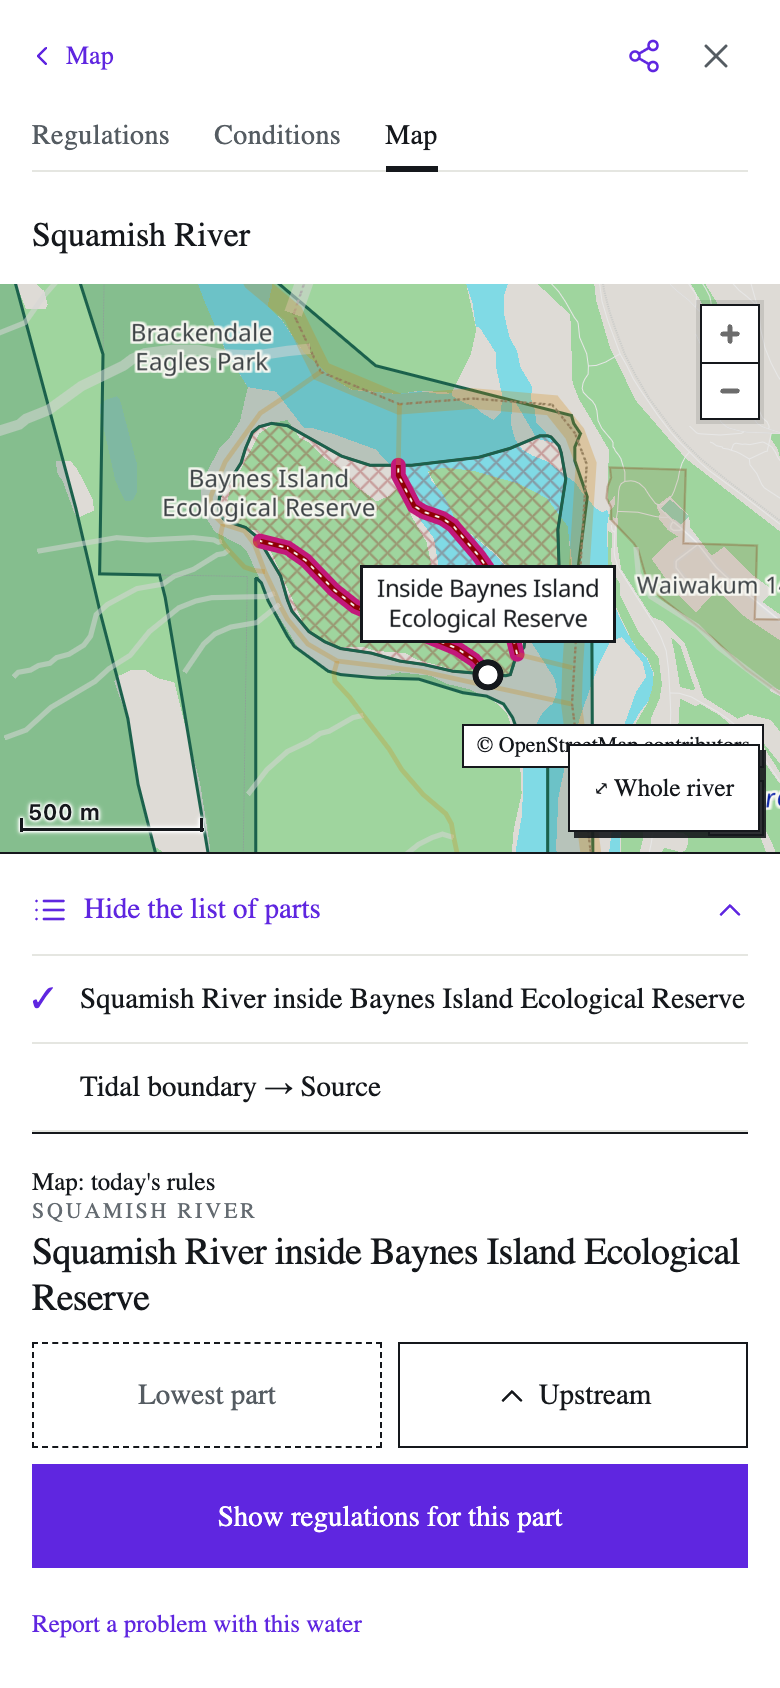 Map
Regulations
Conditions
Map
Squamish River
Brackendale
Eagles Park
Baynes Island
Ecological Reserve
Inside Baynes Island
Ecological Reserve
Waiwakum 1
+
−
© OpenStreetMap contributors
⤢ Whole river
500 m
Hide the list of parts
✓ Squamish River inside Baynes Island Ecological Reserve
Tidal boundary → Source
Map: today's rules
SQUAMISH RIVER
Squamish River inside Baynes Island Ecological
Reserve
Lowest part
Upstream
Show regulations for this part
Report a problem with this water